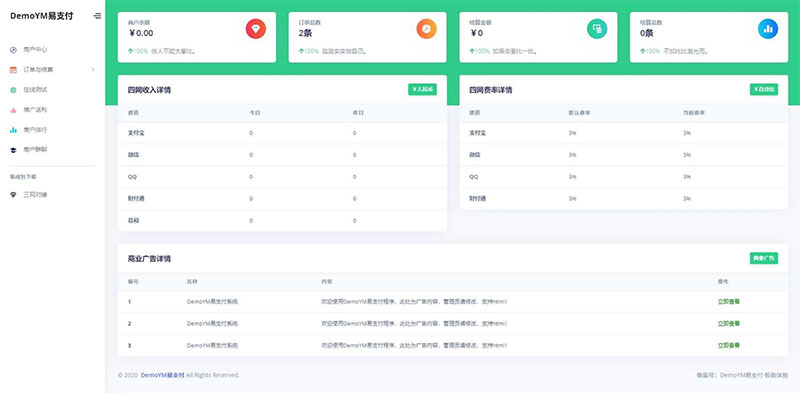 DemoYM易支付
商户中心
订单与结算
在线测试
推广返利
商户排行
商户群聊
三网对接
商户余额
￥0.00
100%
做人不能太攀比。
订单总数
2条
100%
踏踏实实做自己。
结算金额
￥0
100%
如果非要比一比。
结算总数
0条
100%
不如比比谁光荣。
四网收入详情
￥人民币
通道 今日 昨日
支付宝 0 0
微信 0 0
QQ 0 0
财付通 0 0
总和 0 0
四网费率详情
￥百分比
通道 默认费率 当前费率
支付宝 3% 3%
微信 3% 3%
QQ 3% 3%
财付通 3% 3%
商业广告详情
商业广告
编号 名称 内容 操作
1 DemoYM易支付系统 欢迎使用DemoYM易支付程序，此处为广告内容，管理员请修改，支持html！ 立即查看
2 DemoYM易支付系统 欢迎使用DemoYM易支付程序，此处为广告内容，管理员请修改，支持html！ 立即查看
3 DemoYM易支付系统 欢迎使用DemoYM易支付程序，此处为广告内容，管理员请修改，支持html！ 立即查看
© 2020 DemoYM易支付 All Rights Reserved.
备案号：DemoYM易支付-极致体验